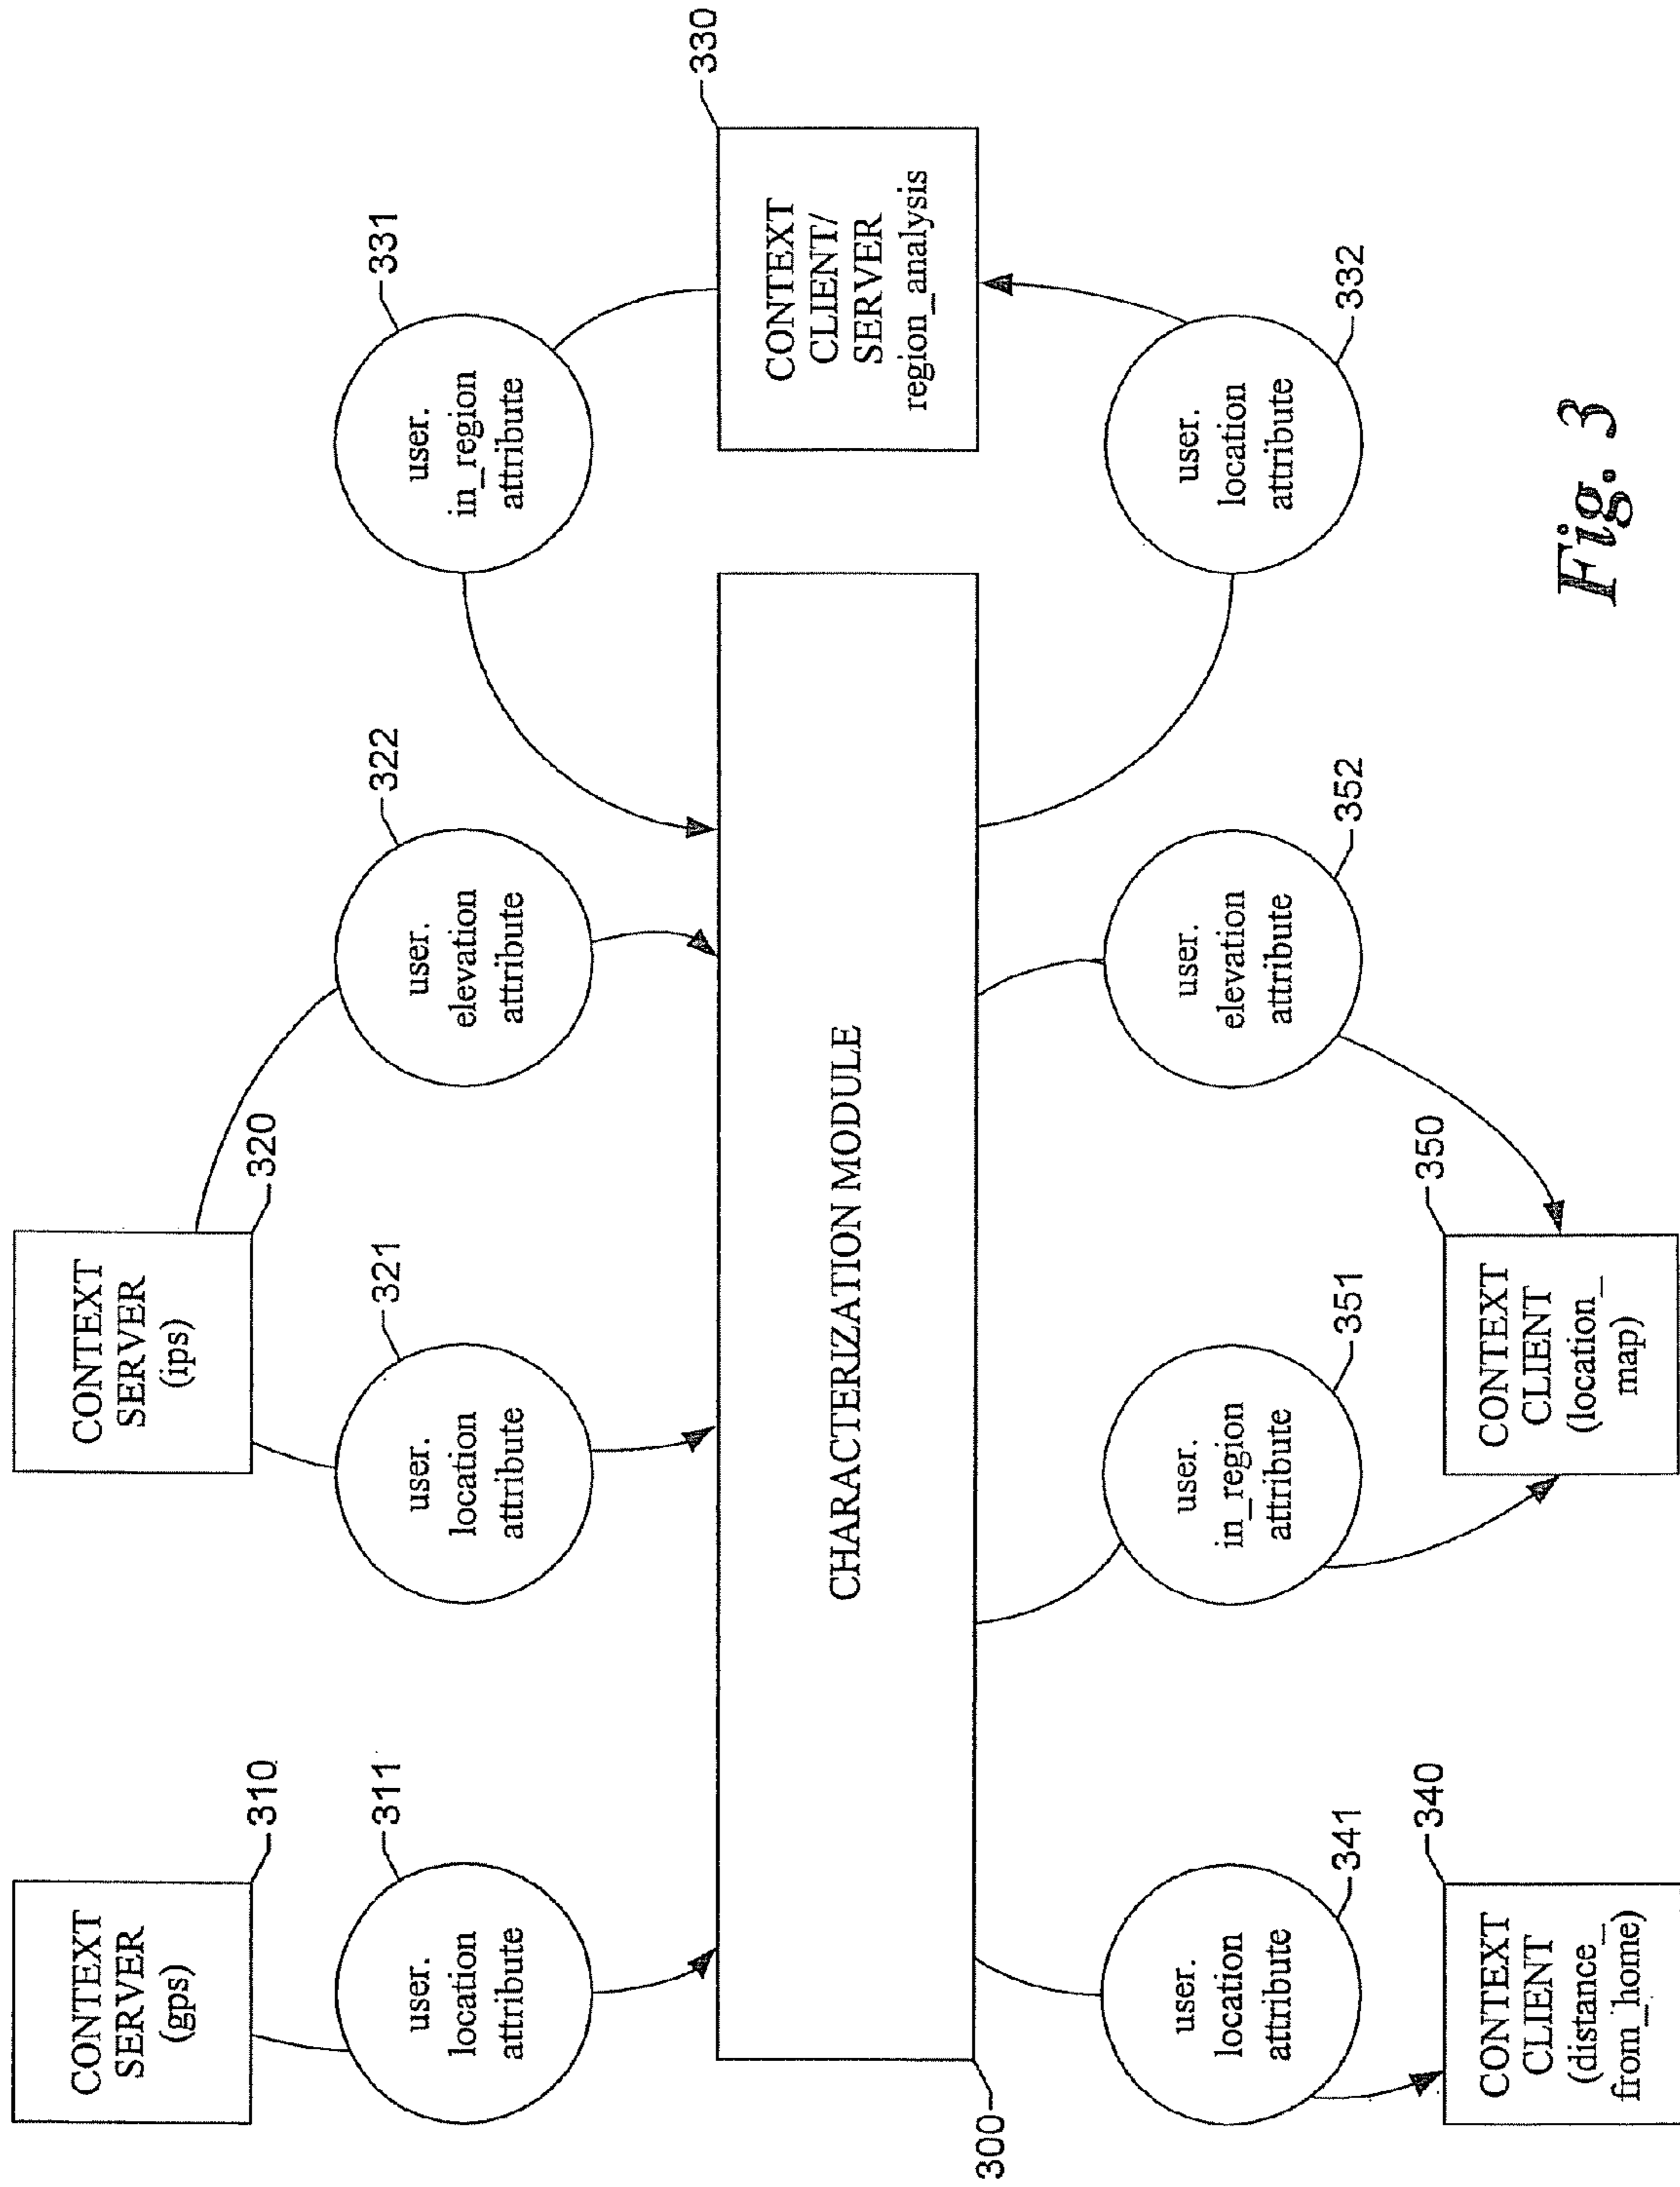 CONTEXT
SERVER
(gps)
310
CONTEXT
SERVER
(ips)
320
user.
location
attribute
311
user.
location
attribute
321
user.
elevation
attribute
322
user.
in_region
attribute
331
CHARACTERIZATION MODULE
300
CONTEXT
CLIENT/
SERVER
region_analysis
330
user.
location
attribute
341
user.
in_region
attribute
351
user.
elevation
attribute
352
user.
location
attribute
332
CONTEXT
CLIENT
(distance_
from_home)
340
CONTEXT
CLIENT
(location_
map)
350
Fig. 3